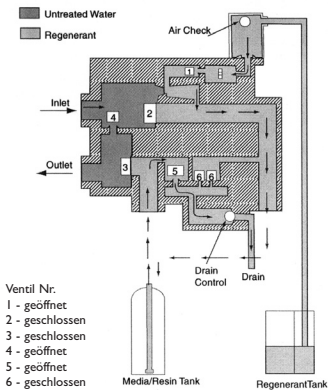 Untreated Water
Regenerant
Air Check
1
Inlet
4
2
Outlet
3
5
6
6
Drain
Control
Drain
Ventil Nr.
1 - geöffnet
2 - geschlossen
3 - geschlossen
4 - geöffnet
5 - geöffnet
6 - geschlossen
Media/Resin Tank
RegenerantTank